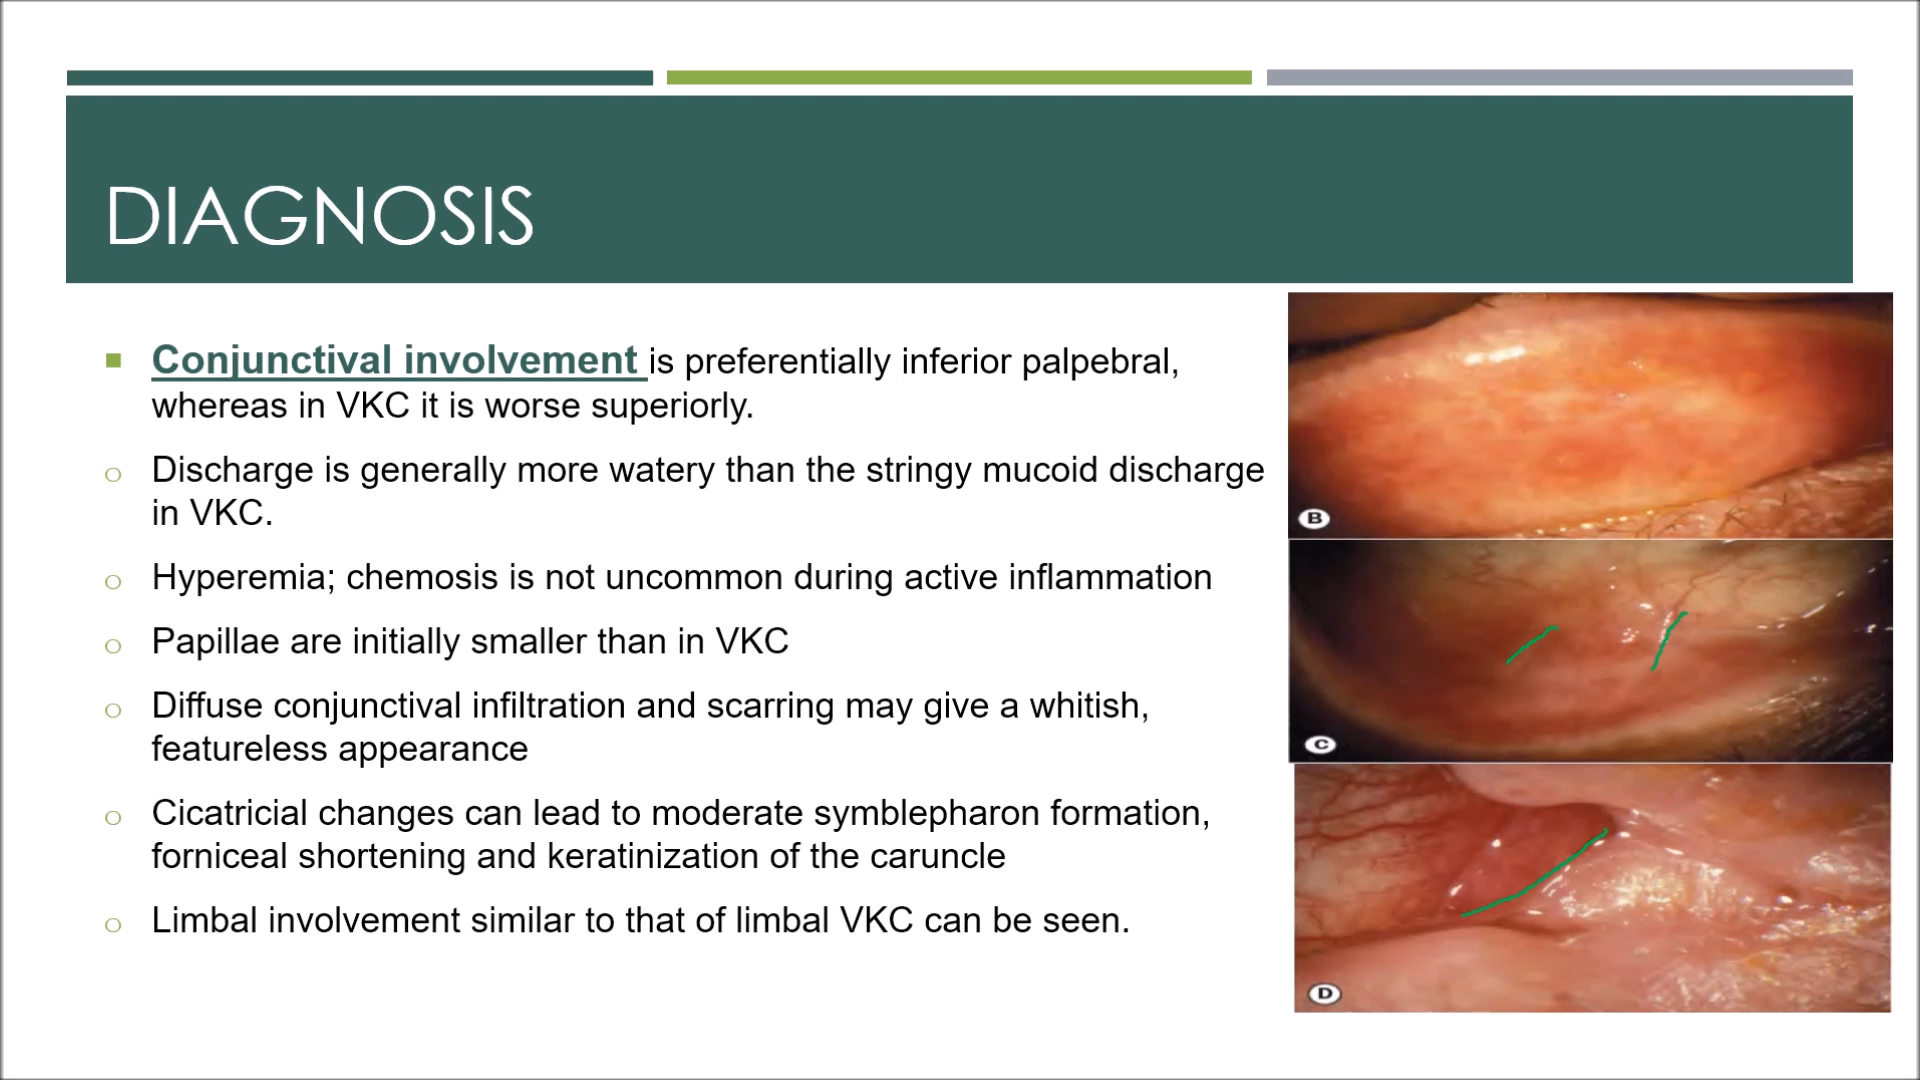 DIAGNOSIS
Conjunctival involvement is preferentially inferior palpebral,
whereas in VKC it is worse superiorly.
Discharge is generally more watery than the stringy mucoid discharge
in VKC.
Hyperemia; chemosis is not uncommon during active inflammation
Papillae are initially smaller than in VKC
Diffuse conjunctival infiltration and scarring may give a whitish,
featureless appearance
Cicatricial changes can lead to moderate symblepharon formation,
forniceal shortening and keratinization of the caruncle
Limbal involvement similar to that of limbal VKC can be seen.
B
C
D